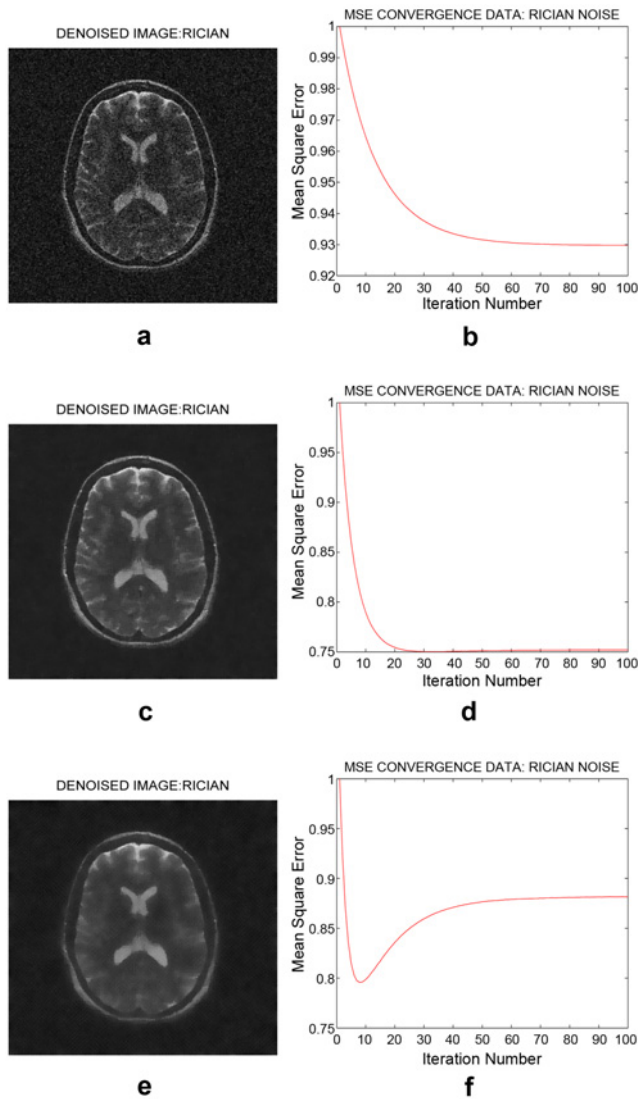 DENOISED IMAGE:RICIAN
MSE CONVERGENCE DATA: RICIAN NOISE
Mean Square Error
1
0.99
0.98
0.97
0.96
0.95
0.94
0.93
0.92
0 10 20 30 40 50 60 70 80 90 100
Iteration Number
a
b
DENOISED IMAGE:RICIAN
MSE CONVERGENCE DATA: RICIAN NOISE
Mean Square Error
1
0.95
0.9
0.85
0.8
0.75
0 10 20 30 40 50 60 70 80 90 100
Iteration Number
c
d
DENOISED IMAGE:RICIAN
MSE CONVERGENCE DATA: RICIAN NOISE
Mean Square Error
1
0.95
0.9
0.85
0.8
0.75
0 10 20 30 40 50 60 70 80 90 100
Iteration Number
e
f